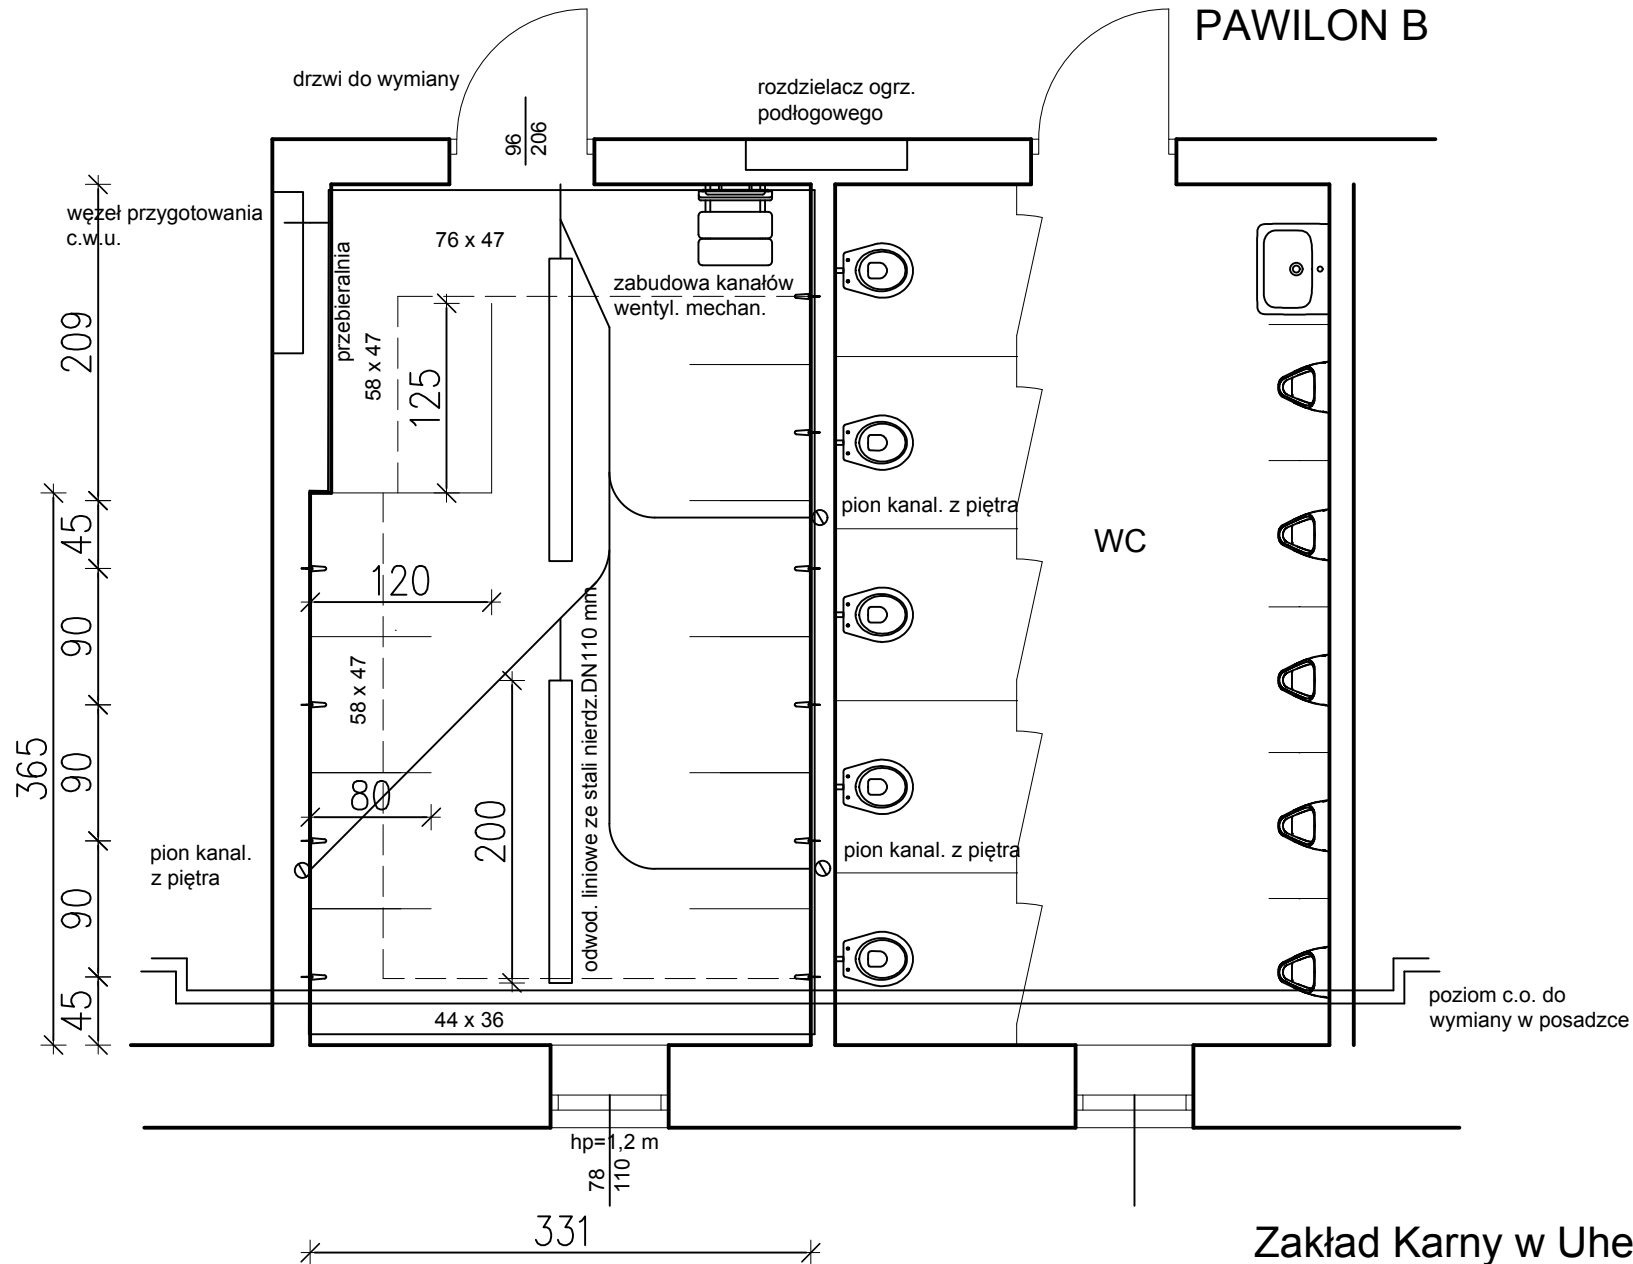 PAWILON B
drzwi do wymiany
rozdzielacz ogrz.
podłogowego
96
206
węzeł przygotowania
c.w.u.
przebieralnia
76 x 47
58 x 47
125
zabudowa kanałów
wentyl. mechan.
209
45
90
90
90
45
365
pion kanal. z piętra
WC
120
58 x 47
80
200
odwod. liniowe ze stali nierdz.DN110 mm
pion kanal.
z piętra
pion kanal. z piętra
44 x 36
poziom c.o. do
wymiany w posadzce
hp=1,2 m
78
110
331
Zakład Karny w Uhe